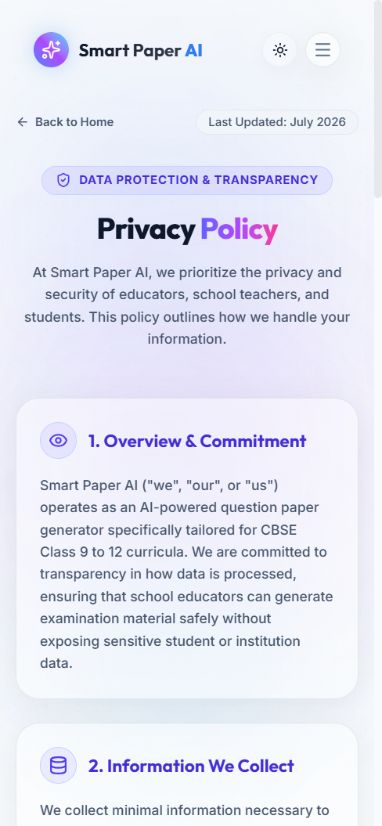 Smart Paper AI
Back to Home
Last Updated: July 2026
DATA PROTECTION & TRANSPARENCY
Privacy Policy
At Smart Paper AI, we prioritize the privacy and
security of educators, school teachers, and
students. This policy outlines how we handle your
information.
1. Overview & Commitment
Smart Paper AI ("we", "our", or "us")
operates as an AI-powered question paper
generator specifically tailored for CBSE
Class 9 to 12 curricula. We are committed to
transparency in how data is processed,
ensuring that school educators can generate
examination material safely without
exposing sensitive student or institution
data.
2. Information We Collect
We collect minimal information necessary to